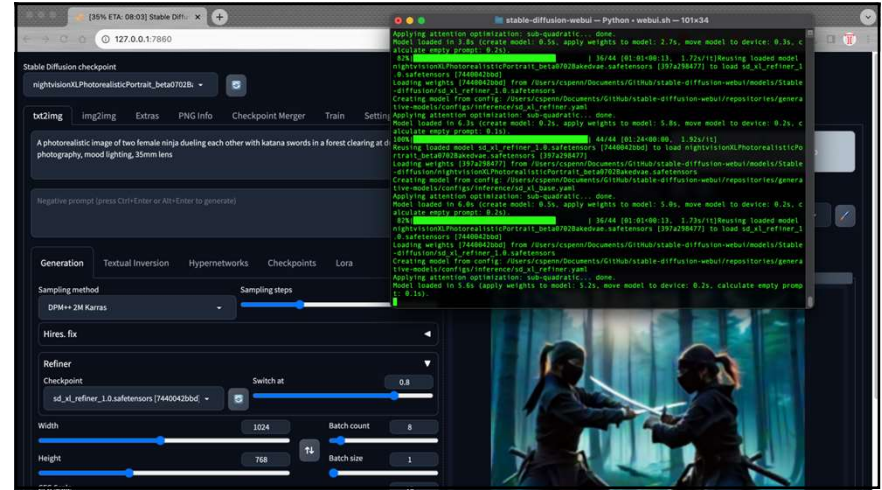 [35% ETA: 08:03] Stable Diffu
127.0.0.1:7860
Stable Diffusion checkpoint
nightvisionXLPhotorealisticPortrait_beta0702B
txt2img img2img Extras PNG Info Checkpoint Merger Train Setting
A photorealistic image of two female ninja dueling each other with katana swords in a forest clearing at d
photography, mood lighting, 35mm lens
Negative prompt (press Ctrl+Enter or Alt+Enter to generate)
Generation Textual Inversion Hypernetworks Checkpoints Lora
Sampling method
Sampling steps
DPM++ 2M Karras
Hires. fix
Refiner
Checkpoint
Switch at
0.8
sd_xl_refiner_1.0.safetensors [7440042bbd]
Width
1024
Batch count
8
Height
768
Batch size
1
stable-diffusion-webui — Python • webui.sh — 101×34
Applying attention optimization: sub-quadratic... done.
Model loaded in 3.8s (create model: 0.5s, apply weights to model: 2.7s, move model to device: 0.3s, c
alculate empty prompt: 0.2s).
82%| | 36/44 [01:01<00:13, 1.72s/it]Reusing loaded model
nightvisionXLPhotorealisticPortrait_beta0702Bakedvae.safetensors [397a298477] to load sd_xl_refiner_1
.0.safetensors [7440042bbd]
Loading weights [7440042bbd] from /Users/cspenn/Documents/GitHub/stable-diffusion-webui/models/Stable
-diffusion/sd_xl_refiner_1.0.safetensors
Creating model from config: /Users/cspenn/Documents/GitHub/stable-diffusion-webui/repositories/genera
tive-models/configs/inference/sd_xl_refiner.yaml
Applying attention optimization: sub-quadratic... done.
Model loaded in 6.3s (create model: 0.2s, apply weights to model: 5.8s, move model to device: 0.2s, c
alculate empty prompt: 0.1s).
100%| | 44/44 [01:24<00:00, 1.92s/it]
Reusing loaded model sd_xl_refiner_1.0.safetensors [7440042bbd] to load nightvisionXLPhotorealisticPo
rtrait_beta0702Bakedvae.safetensors [397a298477]
Loading weights [397a298477] from /Users/cspenn/Documents/GitHub/stable-diffusion-webui/models/Stable
-diffusion/nightvisionXLPhotorealisticPortrait_beta0702Bakedvae.safetensors
Creating model from config: /Users/cspenn/Documents/GitHub/stable-diffusion-webui/repositories/genera
tive-models/configs/inference/sd_xl_base.yaml
Applying attention optimization: sub-quadratic... done.
Model loaded in 6.0s (create model: 0.5s, apply weights to model: 5.0s, move model to device: 0.2s, c
alculate empty prompt: 0.2s).
82%| | 36/44 [01:01<00:13, 1.73s/it]Reusing loaded model
nightvisionXLPhotorealisticPortrait_beta0702Bakedvae.safetensors [397a298477] to load sd_xl_refiner_1
.0.safetensors [7440042bbd]
Loading weights [7440042bbd] from /Users/cspenn/Documents/GitHub/stable-diffusion-webui/models/Stable
-diffusion/sd_xl_refiner_1.0.safetensors
Creating model from config: /Users/cspenn/Documents/GitHub/stable-diffusion-webui/repositories/genera
tive-models/configs/inference/sd_xl_refiner.yaml
Applying attention optimization: sub-quadratic... done.
Model loaded in 5.6s (apply weights to model: 5.2s, move model to device: 0.2s, calculate empty promp
t: 0.1s).